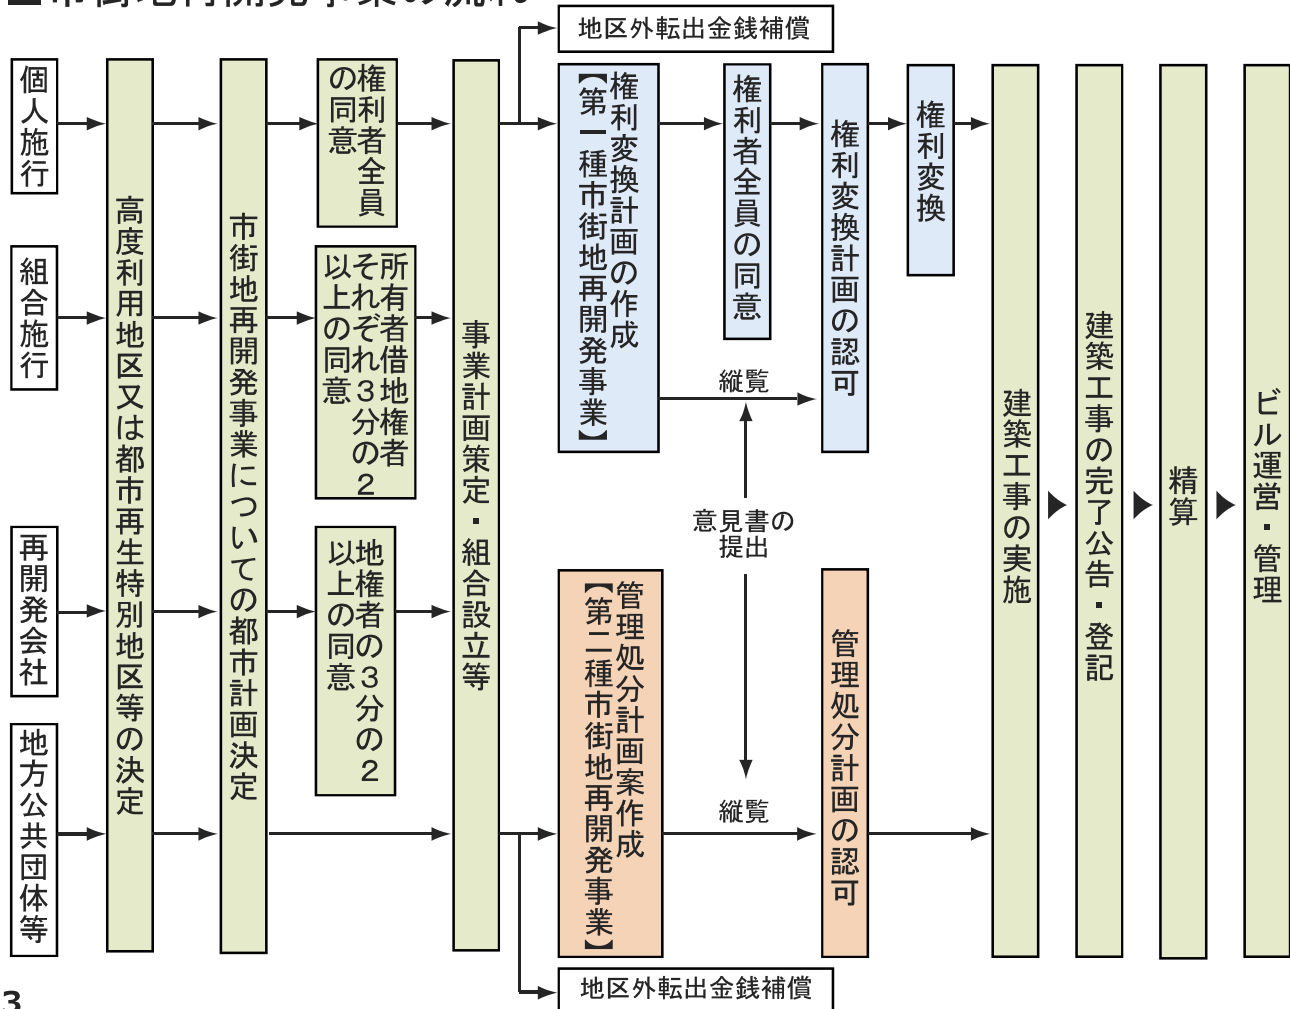 ■市街地再開発事業の流れ
個人施行
組合施行
再開発会社
地方公共団体等
高度利用地区又は都市再生特別地区等の決定
市街地再開発事業についての都市計画決定
権利者全員
の同意
所有者借地権者
それぞれ3分の2
以上の同意
地権者の3分の2
以上の同意
事業計画策定・組合設立等
地区外転出金銭補償
権利変換計画の作成
【第一種市街地再開発事業】
権利者全員の同意
権利変換計画の認可
権利変換
縦覧
意見書の
提出
縦覧
管理処分計画案作成
【第二種市街地再開発事業】
管理処分計画の認可
地区外転出金銭補償
建築工事の実施
建築工事の完了公告・登記
精算
ビル運営・管理
3